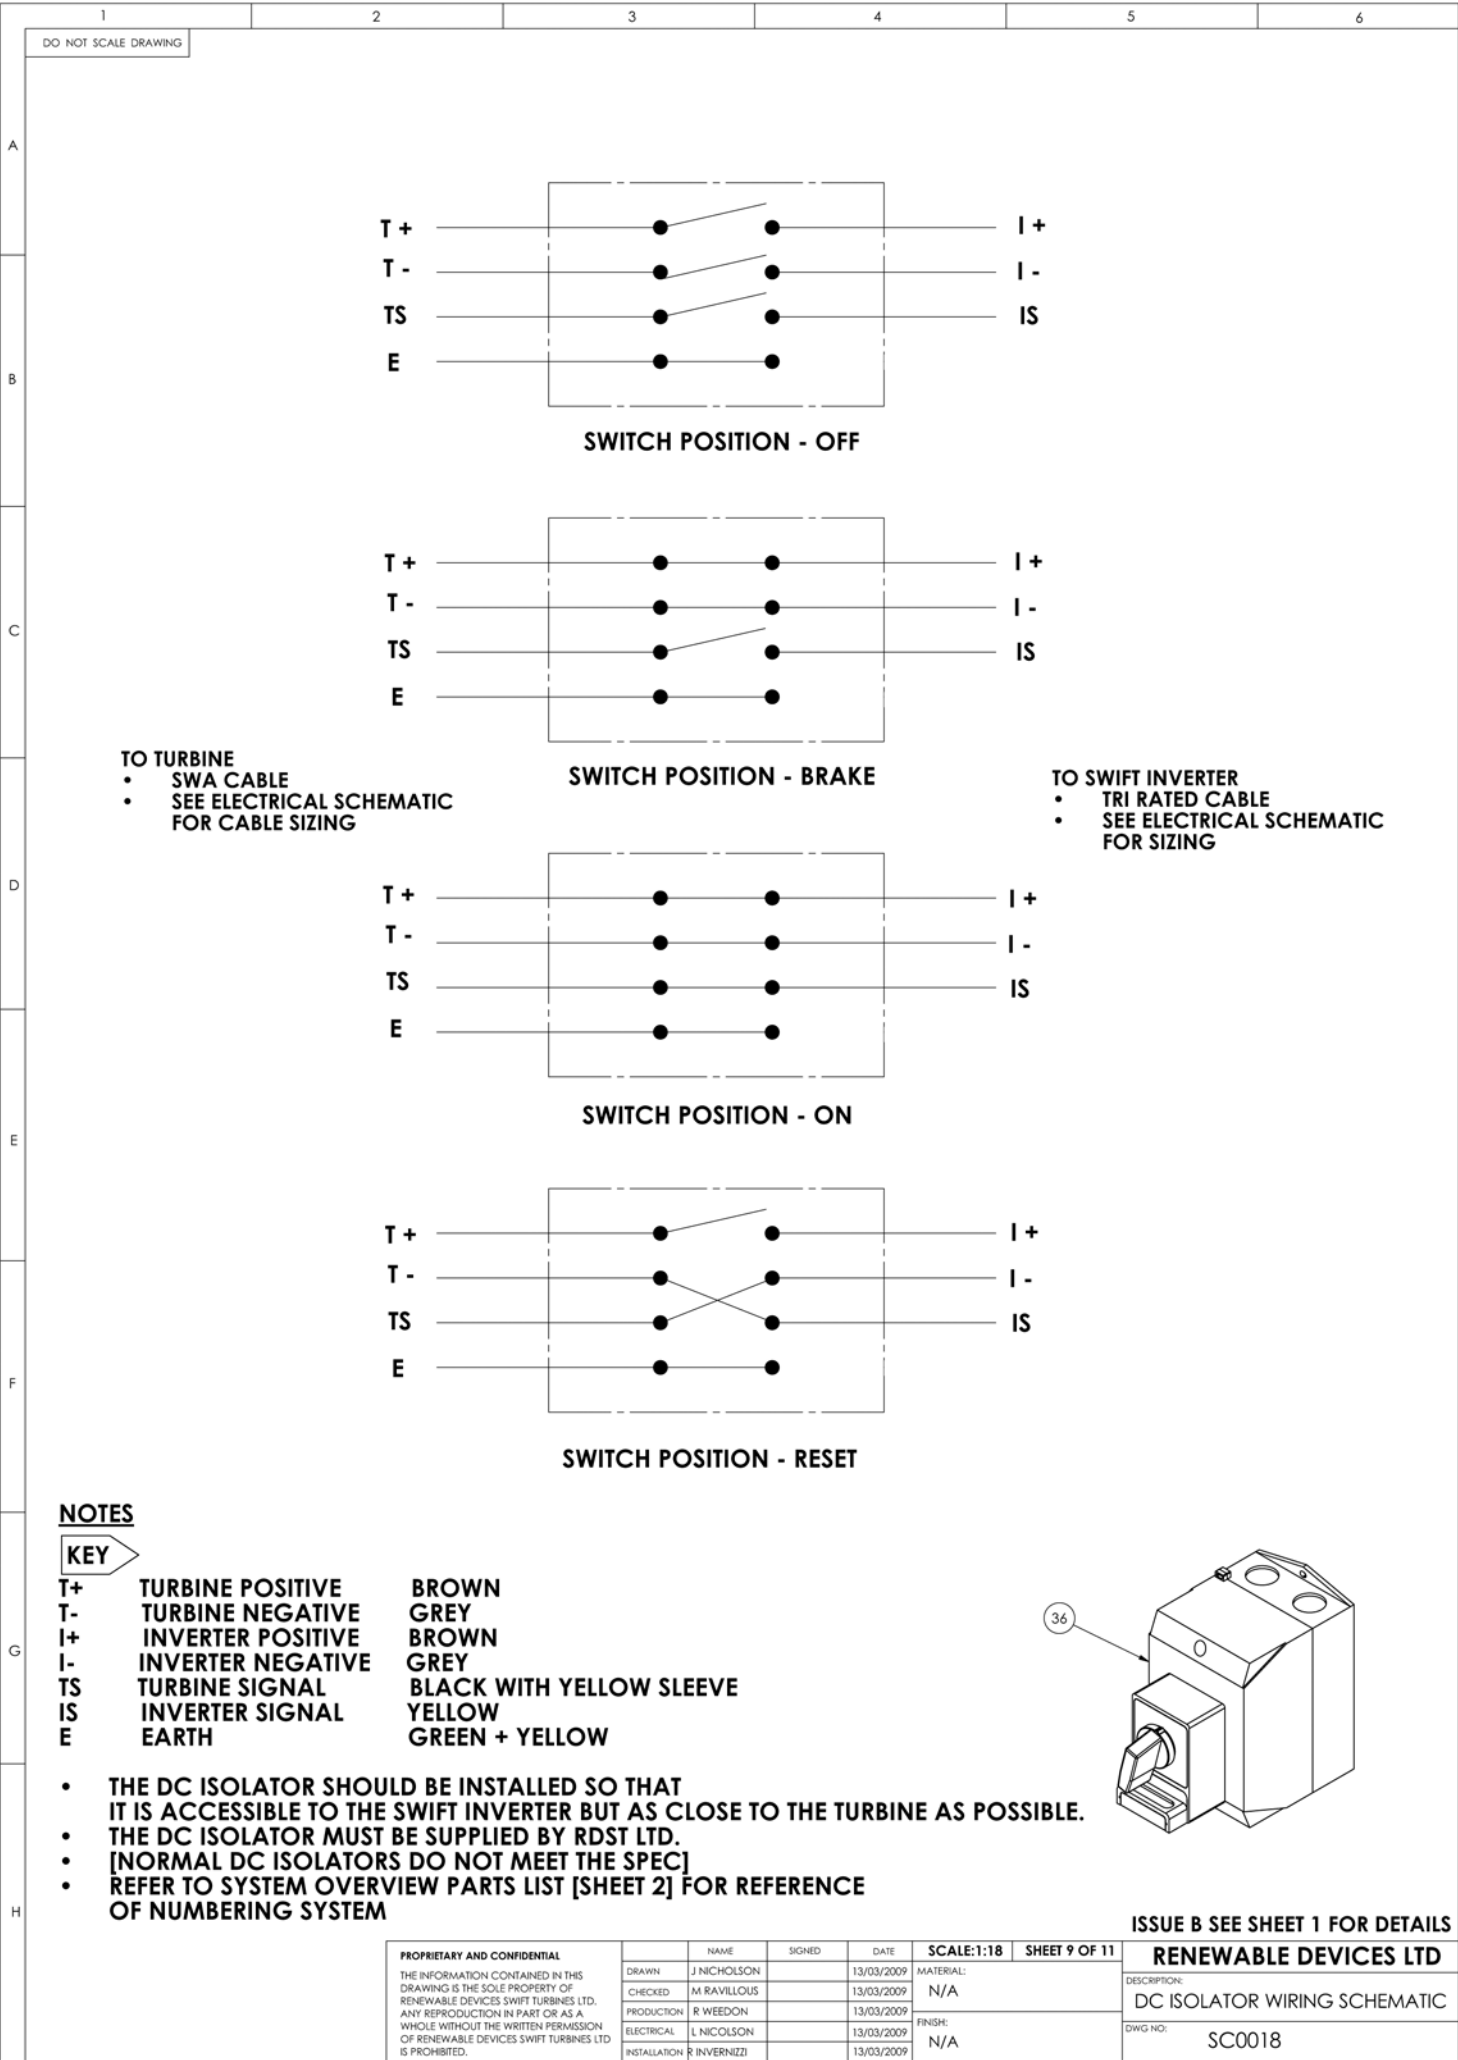 1 2 3 4 5 6
DO NOT SCALE DRAWING
A
T + I +
T - I -
TS IS
E
B
SWITCH POSITION - OFF
T + I +
T - I -
C
TS IS
E
TO TURBINE
• SWA CABLE
• SEE ELECTRICAL SCHEMATIC
FOR CABLE SIZING
SWITCH POSITION - BRAKE
TO SWIFT INVERTER
• TRI RATED CABLE
• SEE ELECTRICAL SCHEMATIC
FOR SIZING
D
T + I +
T - I -
TS IS
E
SWITCH POSITION - ON
E
T + I +
T - I -
TS IS
E
F
SWITCH POSITION - RESET
NOTES
KEY
T+ TURBINE POSITIVE BROWN
T- TURBINE NEGATIVE GREY
I+ INVERTER POSITIVE BROWN
I- INVERTER NEGATIVE GREY
TS TURBINE SIGNAL BLACK WITH YELLOW SLEEVE
IS INVERTER SIGNAL YELLOW
E EARTH GREEN + YELLOW
36
G
• THE DC ISOLATOR SHOULD BE INSTALLED SO THAT
IT IS ACCESSIBLE TO THE SWIFT INVERTER BUT AS CLOSE TO THE TURBINE AS POSSIBLE.
• THE DC ISOLATOR MUST BE SUPPLIED BY RDST LTD.
• [NORMAL DC ISOLATORS DO NOT MEET THE SPEC]
• REFER TO SYSTEM OVERVIEW PARTS LIST [SHEET 2] FOR REFERENCE
OF NUMBERING SYSTEM
H
ISSUE B SEE SHEET 1 FOR DETAILS
PROPRIETARY AND CONFIDENTIAL
THE INFORMATION CONTAINED IN THIS
DRAWING IS THE SOLE PROPERTY OF
RENEWABLE DEVICES SWIFT TURBINES LTD.
ANY REPRODUCTION IN PART OR AS A
WHOLE WITHOUT THE WRITTEN PERMISSION
OF RENEWABLE DEVICES SWIFT TURBINES LTD
IS PROHIBITED.
NAME SIGNED DATE
DRAWN J NICHOLSON 13/03/2009
CHECKED M RAVILLOUS 13/03/2009
PRODUCTION R WEEDON 13/03/2009
ELECTRICAL L NICOLSON 13/03/2009
INSTALLATION R INVERNIZZI 13/03/2009
SCALE:1:18 SHEET 9 OF 11
MATERIAL:
N/A
FINISH:
N/A
RENEWABLE DEVICES LTD
DESCRIPTION:
DC ISOLATOR WIRING SCHEMATIC
DWG NO:
SC0018